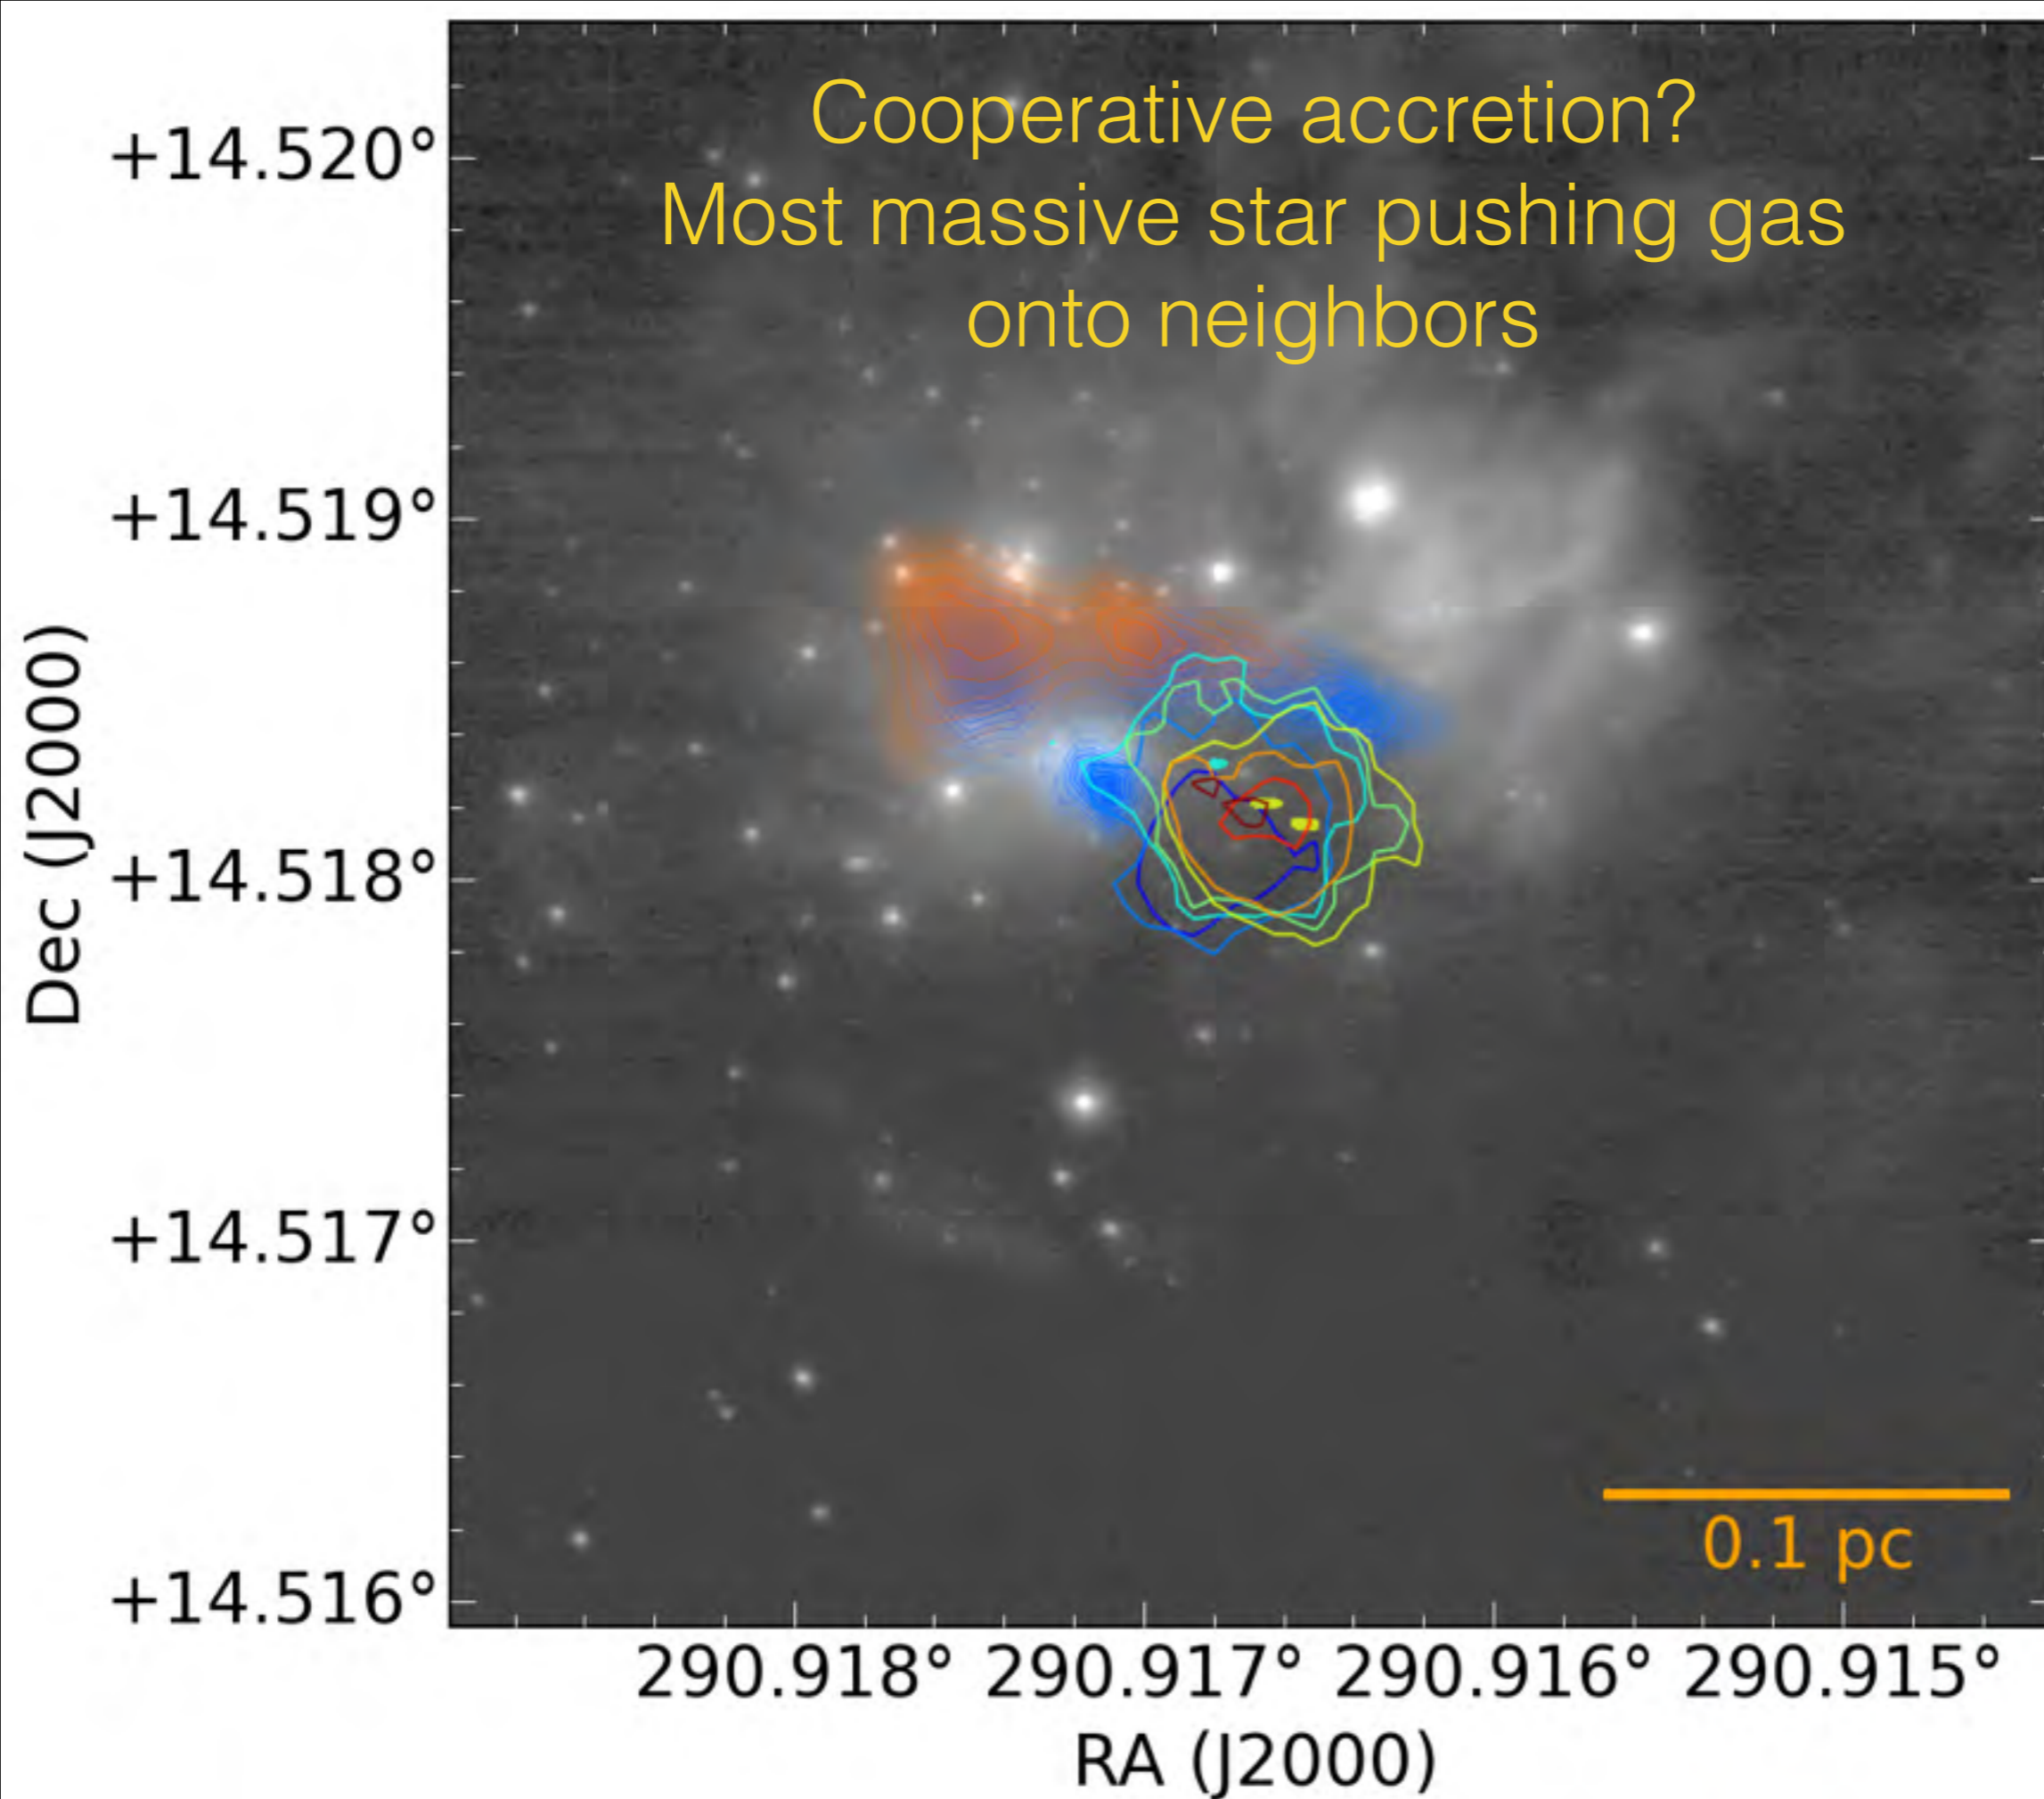 Cooperative accretion?
Most massive star pushing gas
onto neighbors
+14.520°
+14.519°
+14.518°
+14.517°
+14.516°
Dec (J2000)
0.1 pc
290.918° 290.917° 290.916° 290.915°
RA (J2000)